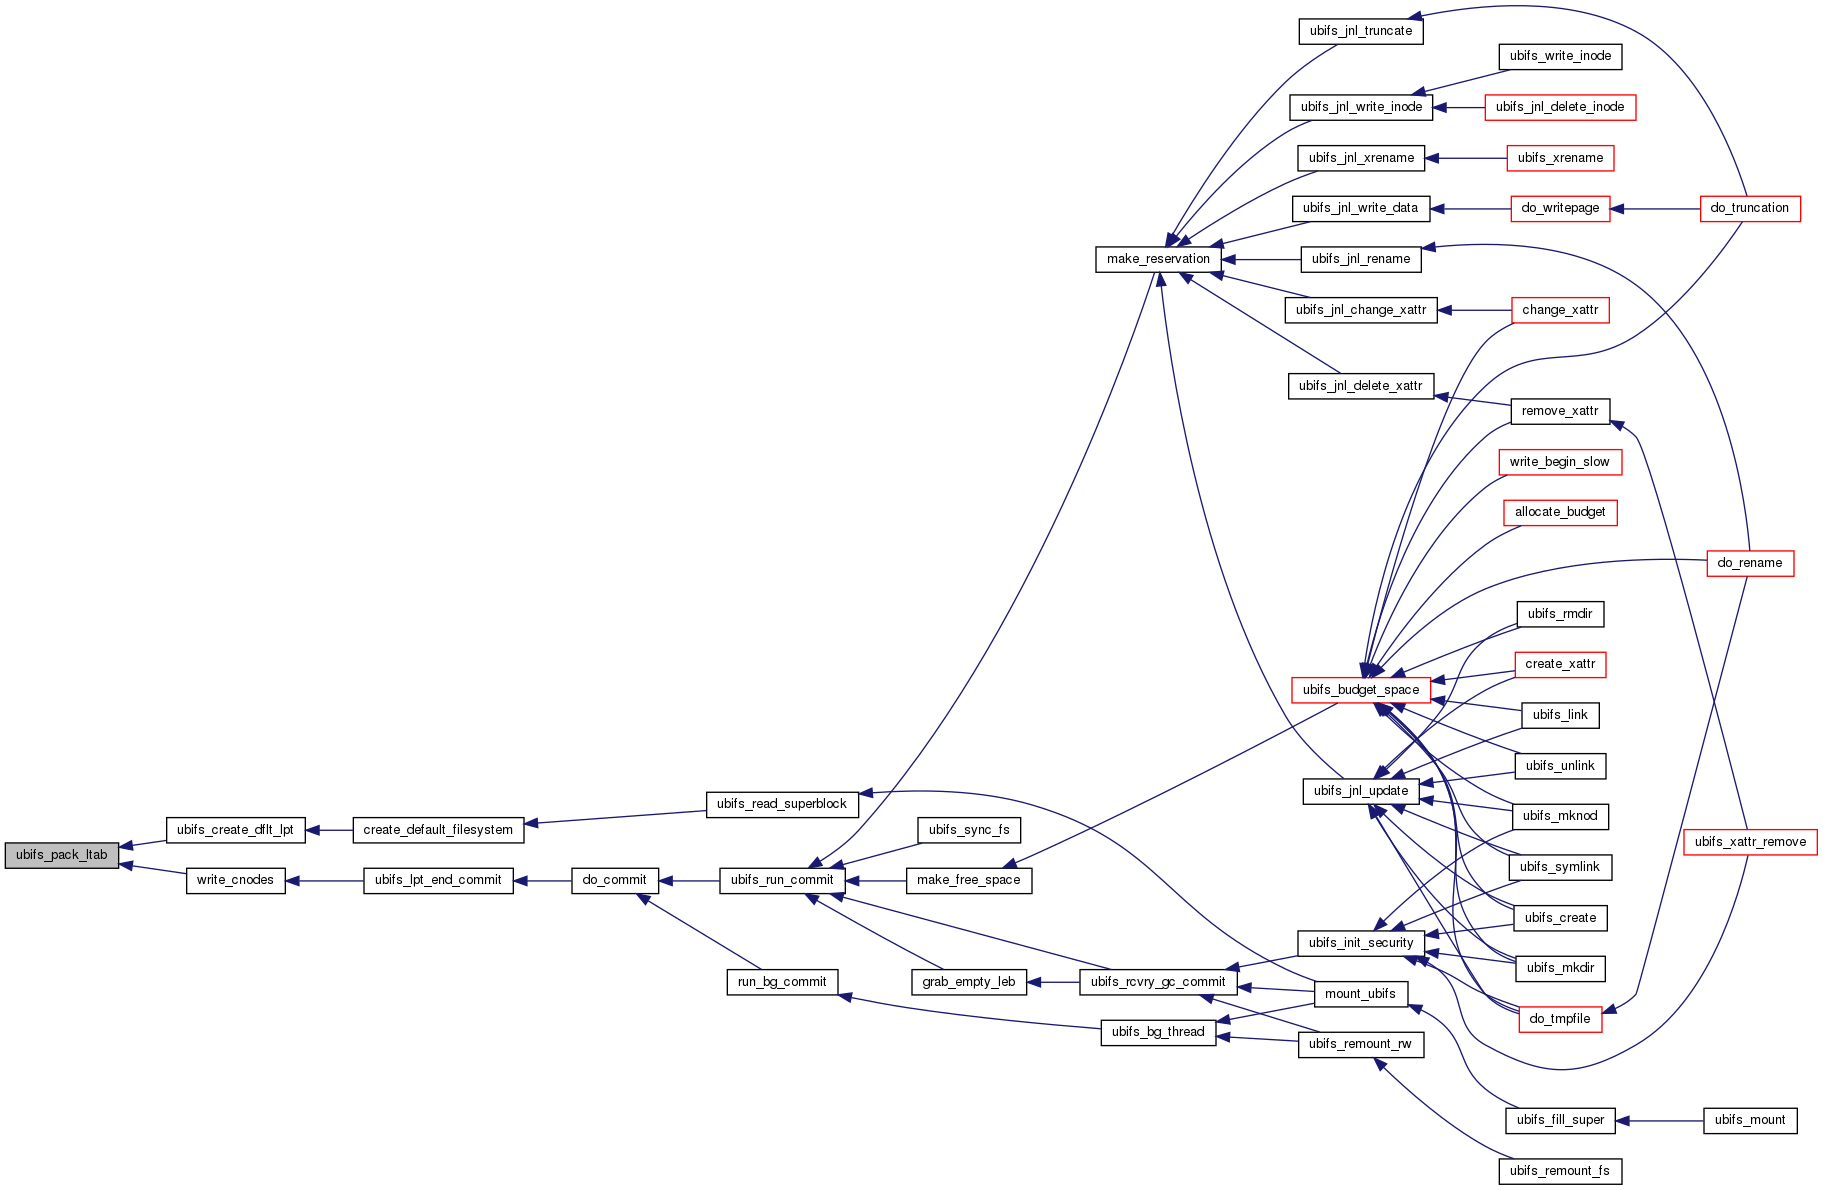 ubifs_jnl_truncate
ubifs_write_inode
ubifs_jnl_write_inode
ubifs_jnl_delete_inode
ubifs_jnl_xrename
ubifs_xrename
ubifs_jnl_write_data
do_writepage
do_truncation
make_reservation
ubifs_jnl_rename
ubifs_jnl_change_xattr
change_xattr
ubifs_jnl_delete_xattr
remove_xattr
write_begin_slow
allocate_budget
do_rename
ubifs_rmdir
create_xattr
ubifs_budget_space
ubifs_link
ubifs_unlink
ubifs_jnl_update
ubifs_read_superblock
ubifs_mknod
ubifs_create_dflt_lpt
create_default_filesystem
ubifs_sync_fs
ubifs_xattr_remove
ubifs_pack_ltab
ubifs_symlink
write_cnodes
ubifs_lpt_end_commit
do_commit
ubifs_run_commit
make_free_space
ubifs_create
ubifs_init_security
ubifs_mkdir
run_bg_commit
grab_empty_leb
ubifs_rcvry_gc_commit
mount_ubifs
do_tmpfile
ubifs_bg_thread
ubifs_remount_rw
ubifs_fill_super
ubifs_mount
ubifs_remount_fs